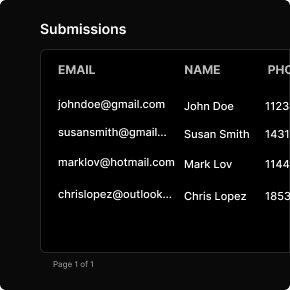 Submissions
EMAIL NAME PHO
johndoe@gmail.com John Doe 1123
susansmith@gmail... Susan Smith 1431
marklov@hotmail.com Mark Lov 1144
chrislopez@outlook... Chris Lopez 1853
Page 1 of 1